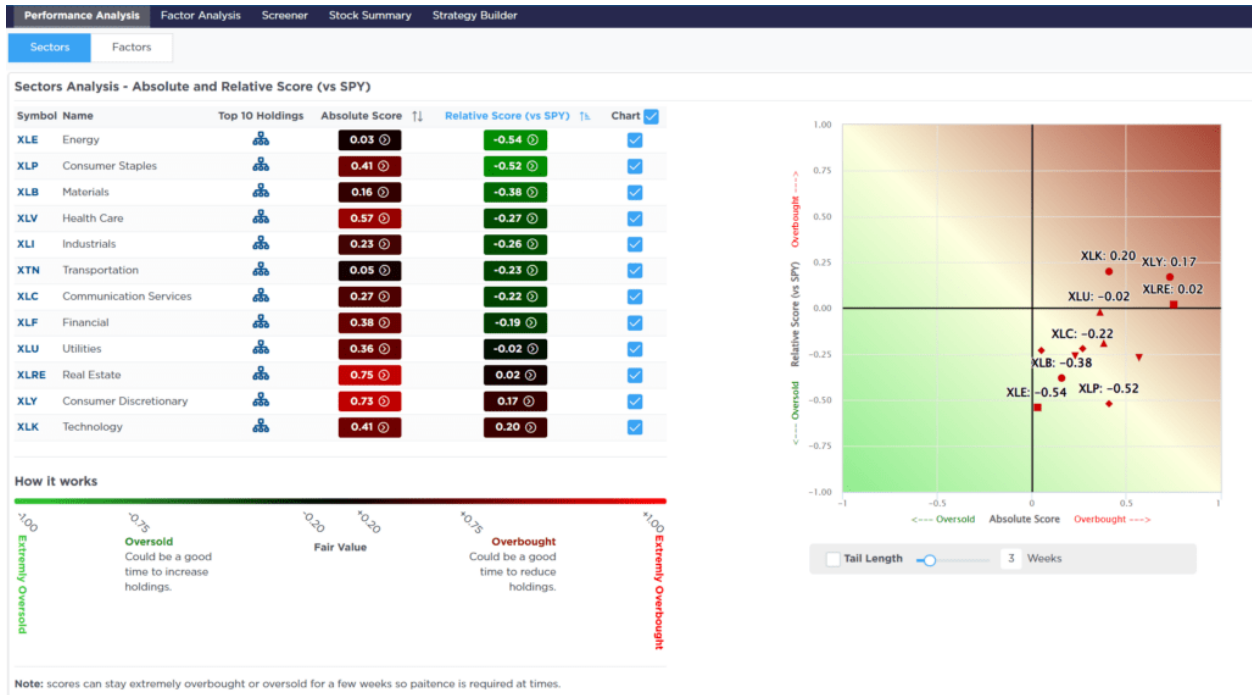 Performance Analysis Factor Analysis Screener Stock Summary Strategy Builder
Sectors Factors
Sectors Analysis - Absolute and Relative Score (vs SPY)
Symbol Name Top 10 Holdings Absolute Score Relative Score (vs SPY) Chart
XLE Energy 0.03 -0.54
XLP Consumer Staples 0.41 -0.52
XLB Materials 0.16 -0.38
XLV Health Care 0.57 -0.27
XLI Industrials 0.23 -0.26
XTN Transportation 0.05 -0.23
XLC Communication Services 0.27 -0.22
XLF Financial 0.38 -0.19
XLU Utilities 0.36 -0.02
XLRE Real Estate 0.75 0.02
XLY Consumer Discretionary 0.73 0.17
XLK Technology 0.41 0.20
How it works
-1.00 -0.75 -0.20 +0.20 +0.75 +1.00
Extremely Oversold
Oversold
Could be a good
time to increase
holdings.
Fair Value
Overbought
Could be a good
time to reduce
holdings.
Extremly Overbought
Note: scores can stay extremely overbought or oversold for a few weeks so paitence is required at times.
1.00
0.75
0.50
0.25
0.00
-0.25
-0.50
-0.75
-1.00
<--- Oversold Relative Score (vs SPY) Overbought --->
XLK: 0.20
XLY: 0.17
XLRE: 0.02
XLU: -0.02
XLC: -0.22
XLB: -0.38
XLE: -0.54
XLP: -0.52
-1 -0.5 0 0.5 1
<--- Oversold Absolute Score Overbought --->
Tail Length 3 Weeks